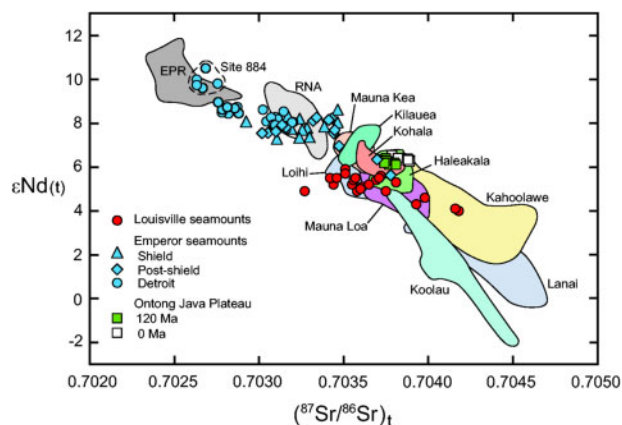 12
10
8
6
4
2
0
-2
εNd(t)
EPR
Site 884
RNA
Mauna Kea
Kilauea
Kohala
Loihi
Haleakala
Mauna Loa
Kahoolawe
Koolau
Lanai
Louisville seamounts
Emperor seamounts
Shield
Post-shield
Detroit
Ontong Java Plateau
120 Ma
0 Ma
0.7020 0.7025 0.7030 0.7035 0.7040 0.7045 0.7050
(⁸⁷Sr/⁸⁶Sr)t